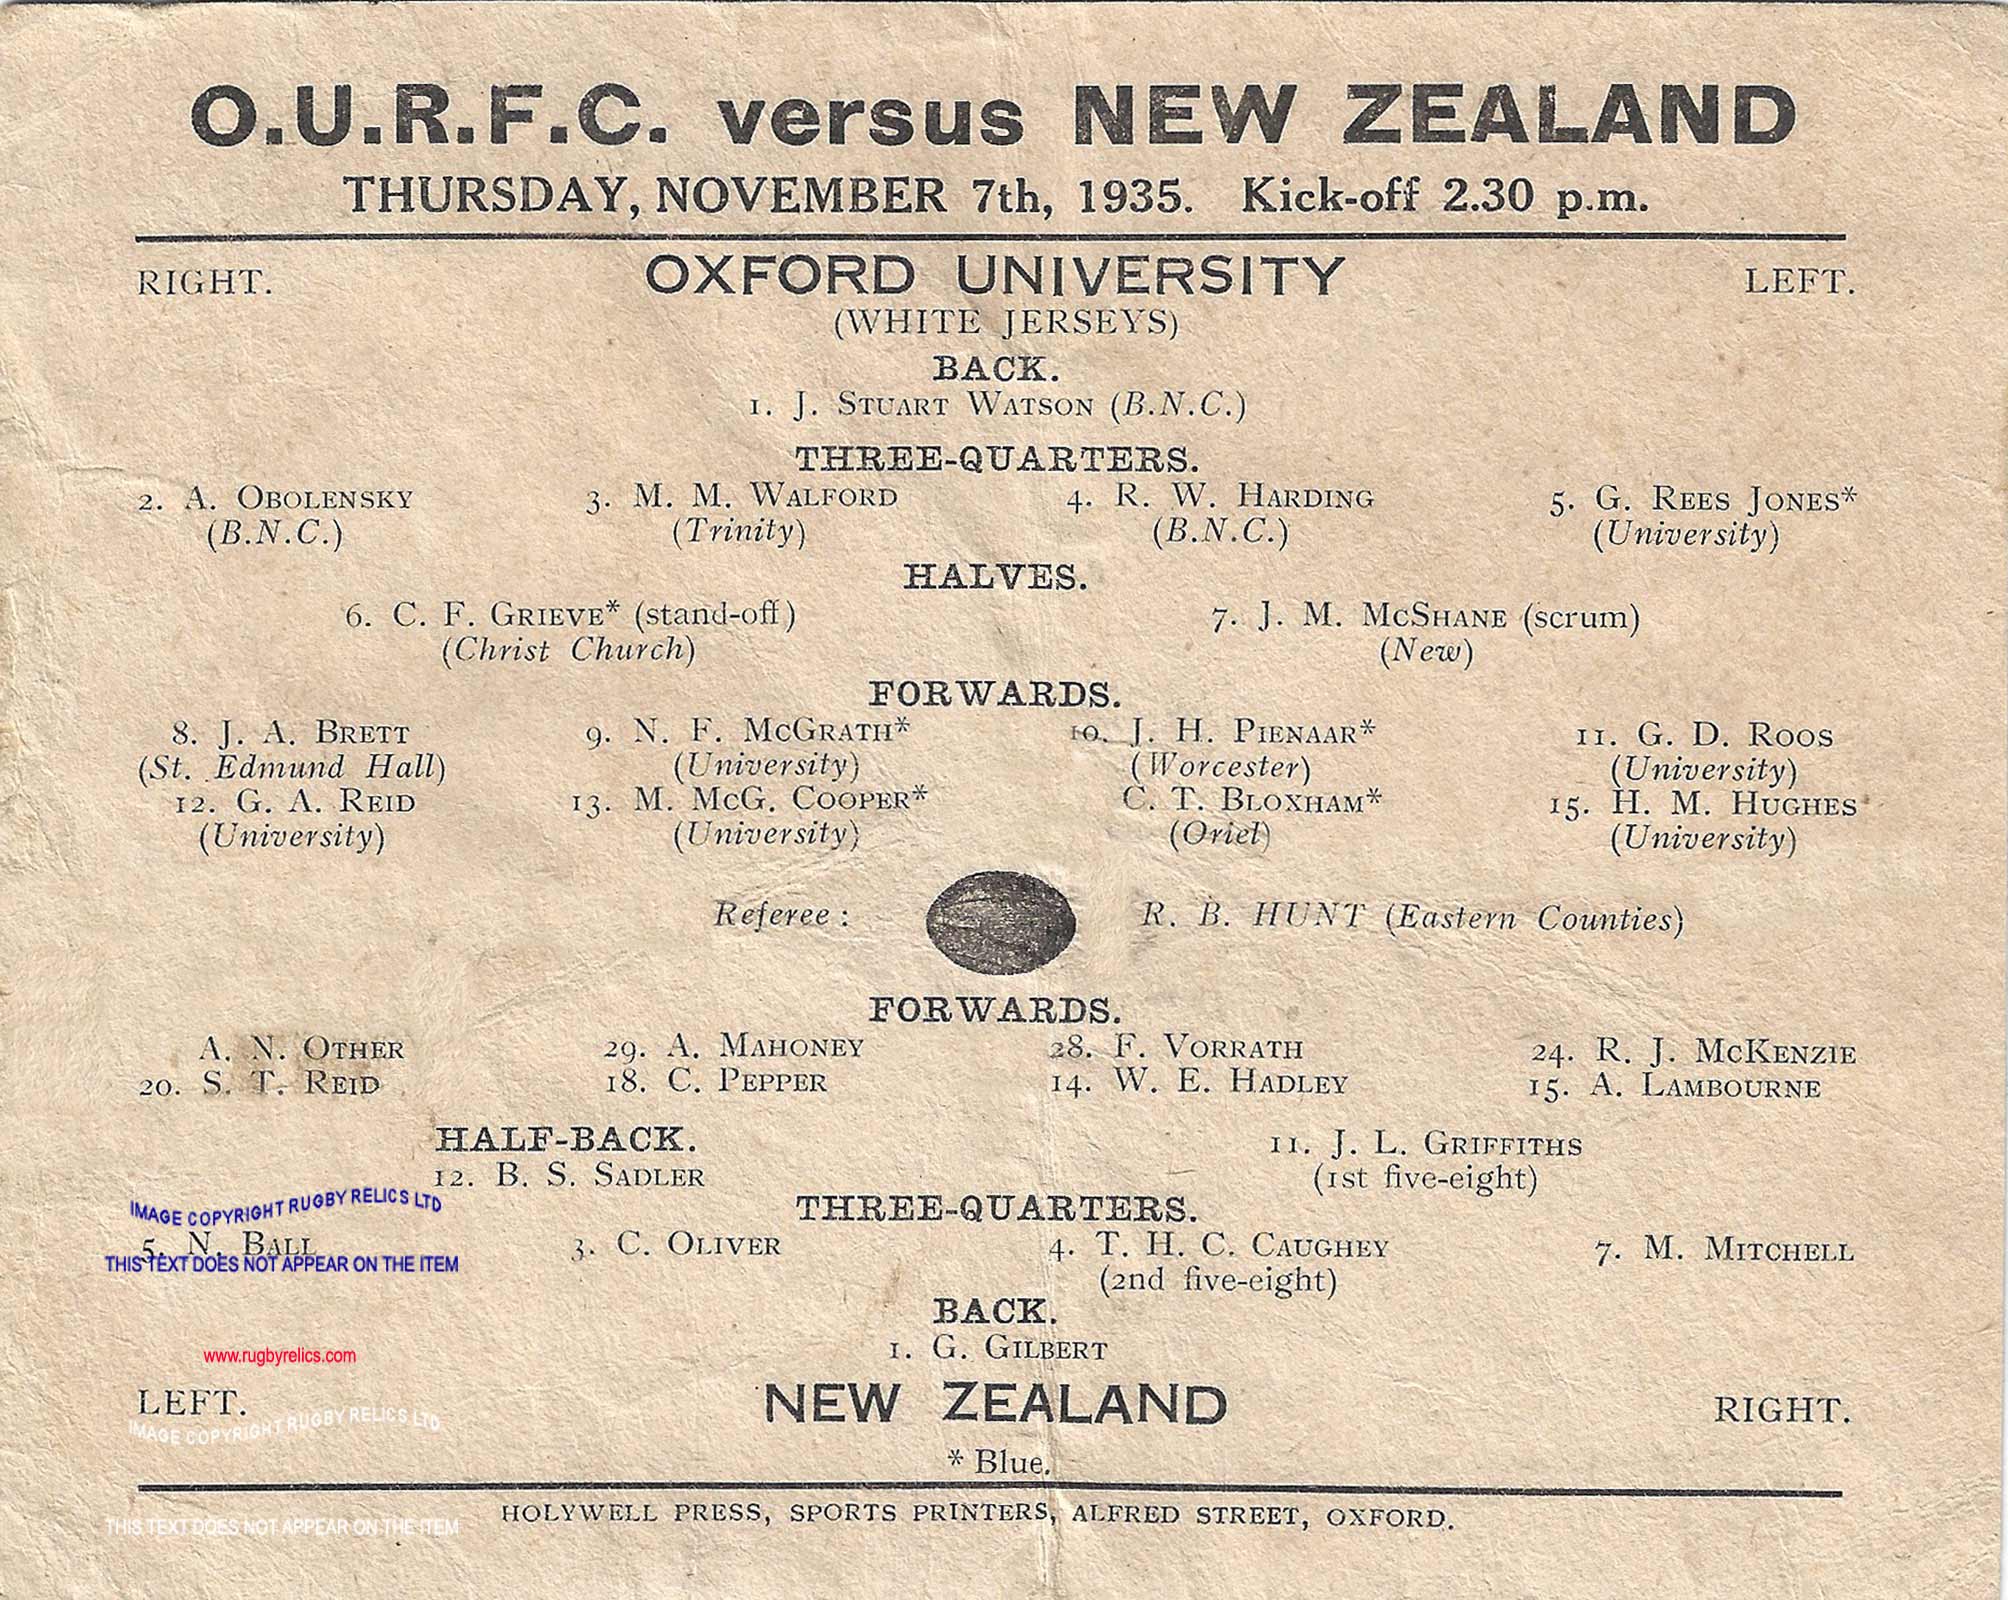 O.U.R.F.C. versus NEW ZEALAND
THURSDAY, NOVEMBER 7th, 1935. Kick-off 2.30 p.m.
RIGHT. OXFORD UNIVERSITY LEFT.
(WHITE JERSEYS)
BACK.
1. J. STUART WATSON (B.N.C.)
THREE-QUARTERS.
2. A. OBOLENSKY 3. M. M. WALFORD 4. R. W. HARDING 5. G. REES JONES*
(B.N.C.) (Trinity) (B.N.C.) (University)
HALVES.
6. C. F. GRIEVE* (stand-off) 7. J. M. McSHANE (scrum)
(Christ Church) (New)
FORWARDS.
8. J. A. BRETT 9. N. F. McGRATH* 10. J. H. PIENAAR* 11. G. D. ROOS
(St. Edmund Hall) (University) (Worcester) (University)
12. G. A. REID 13. M. McG. COOPER* C. T. BLOXHAM* 15. H. M. HUGHES
(University) (University) (Oriel) (University)
Referee : R. B. HUNT (Eastern Counties)
FORWARDS.
A. N. OTHER 29. A. MAHONEY 28. F. VORRATH 24. R. J. McKENZIE
20. S. T. REID 18. C. PEPPER 14. W. E. HADLEY 15. A. LAMBOURNE
HALF-BACK. 11. J. L. GRIFFITHS
12. B. S. SADLER (1st five-eight)
THREE-QUARTERS.
IMAGE COPYRIGHT RUGBY RELICS LTD
5. N. BALL 3. C. OLIVER 4. T. H. C. CAUGHEY 7. M. MITCHELL
THIS TEXT DOES NOT APPEAR ON THE ITEM
(2nd five-eight)
BACK.
1. G. GILBERT
www.rugbyrelics.com
LEFT. NEW ZEALAND RIGHT.
IMAGE COPYRIGHT RUGBY RELICS LTD
* Blue.
HOLYWELL PRESS, SPORTS PRINTERS, ALFRED STREET, OXFORD.
THIS TEXT DOES NOT APPEAR ON THE ITEM